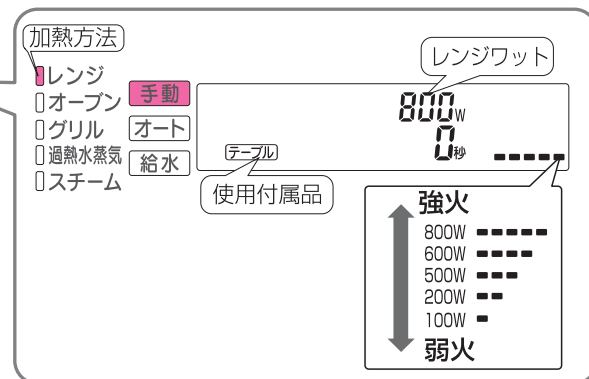 加熱方法
レンジ
オーブン
グリル
過熱水蒸気
スチーム
手動
オート
給水
レンジワット
800W
0秒
テーブル
使用付属品
強火
800W
600W
500W
200W
100W
弱火